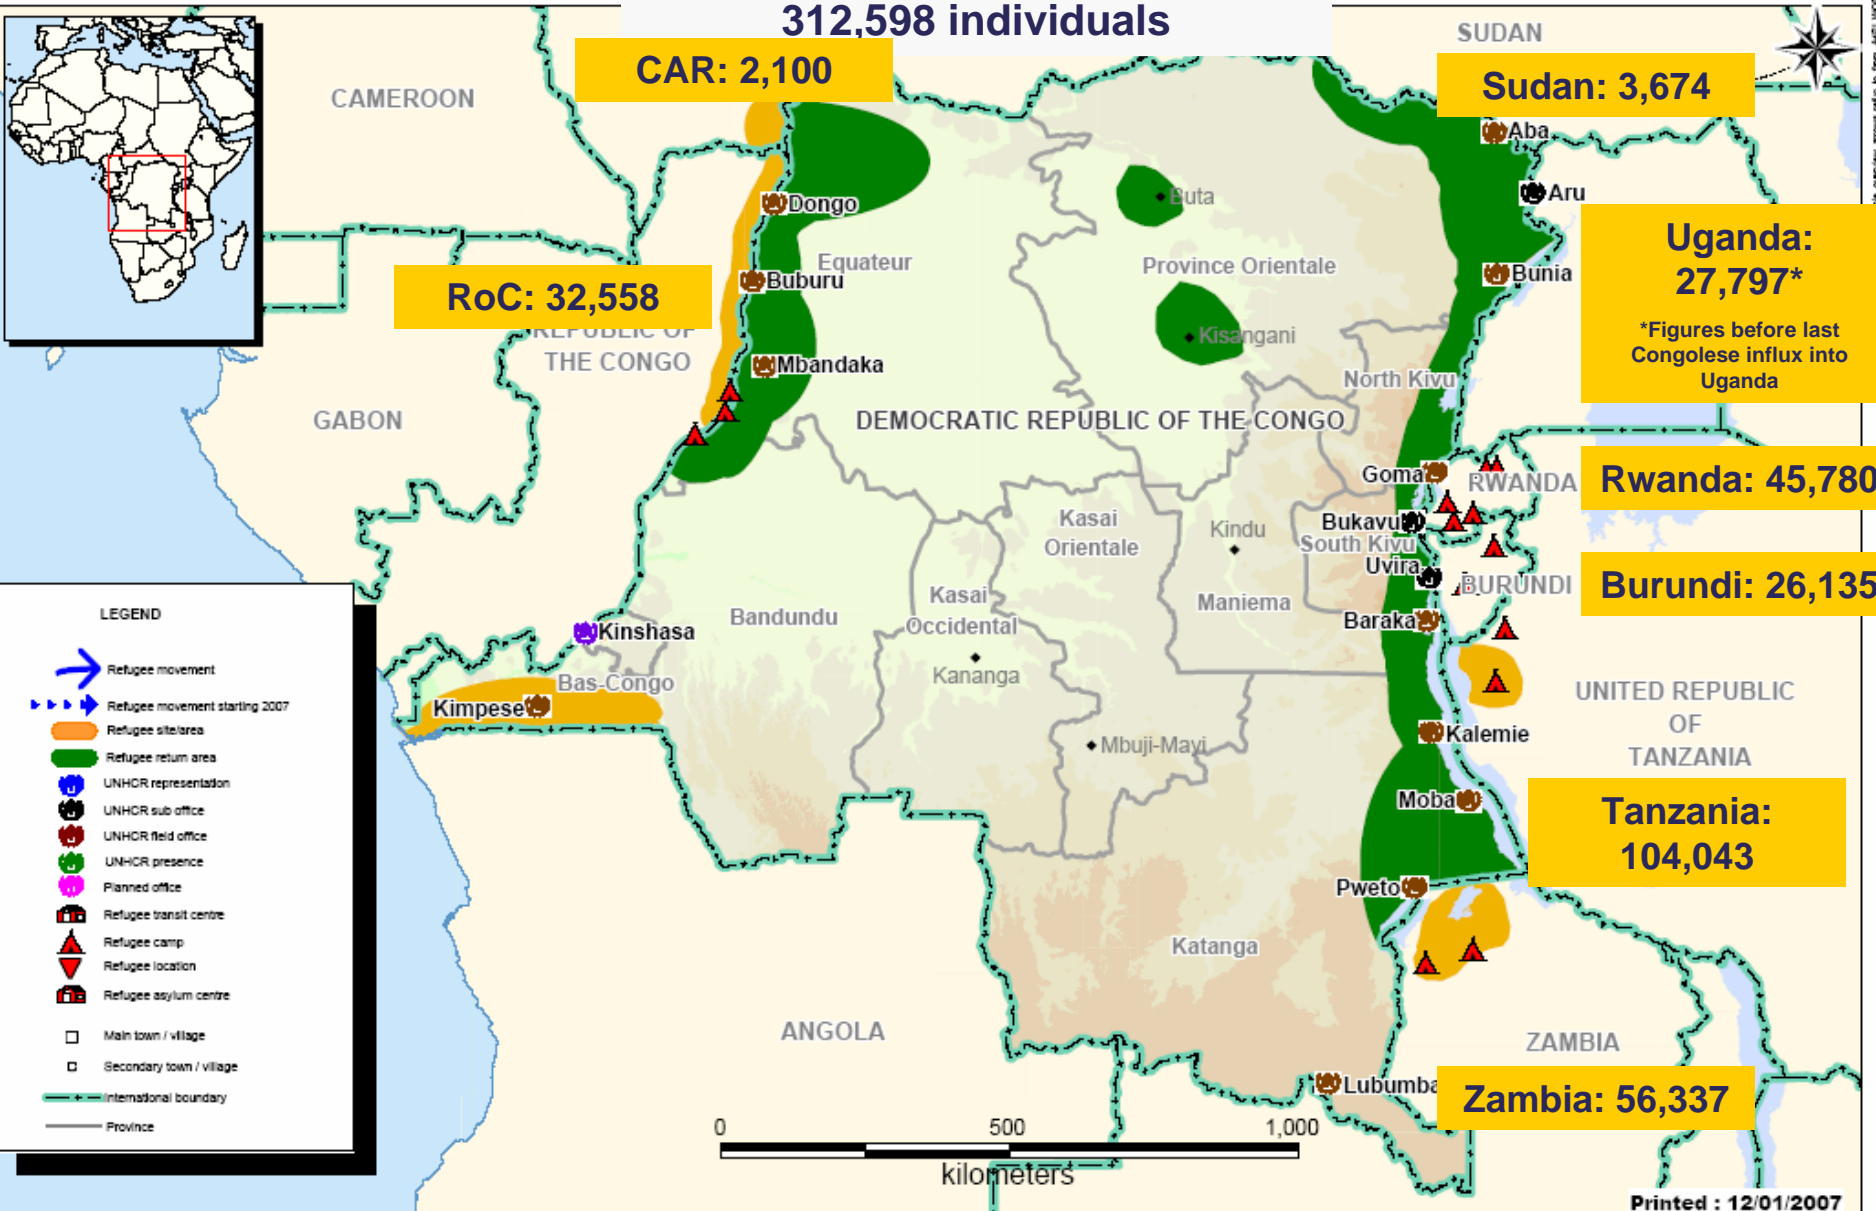 312,598 individuals
CAR: 2,100
SUDAN
Sudan: 3,674
CAMEROON
Aba
Aru
Buta
Dongo
Uganda:
27,797*
*Figures before last
Congolese influx into
Uganda
Equateur
Province Orientale
Bunia
Buburu
RoC: 32,558
REPUBLIC OF
THE CONGO
Kisangani
Mbandaka
North Kivu
GABON
DEMOCRATIC REPUBLIC OF THE CONGO
Goma
RWANDA
Rwanda: 45,780
Kasai
Orientale
Kindu
Bukavu
South Kivu
Uvira
BURUNDI
Burundi: 26,135
Kasai
Occidental
Bandundu
Maniema
Baraka
Kinshasa
Kananga
Bas-Congo
Kimpese
UNITED REPUBLIC
OF
TANZANIA
Kalemie
Mbuji-Mayi
Moba
Tanzania:
104,043
Pweto
Katanga
ANGOLA
ZAMBIA
Lubumba
Zambia: 56,337
LEGEND
Refugee movement
Refugee movement starting 2007
Refugee site/area
Refugee return area
UNHCR representation
UNHCR sub office
UNHCR field office
UNHCR presence
Planned office
Refugee transit centre
Refugee camp
Refugee location
Refugee asylum centre
Main town / village
Secondary town / village
International boundary
Province
0 500 1,000
kilometers
Printed : 12/01/2007